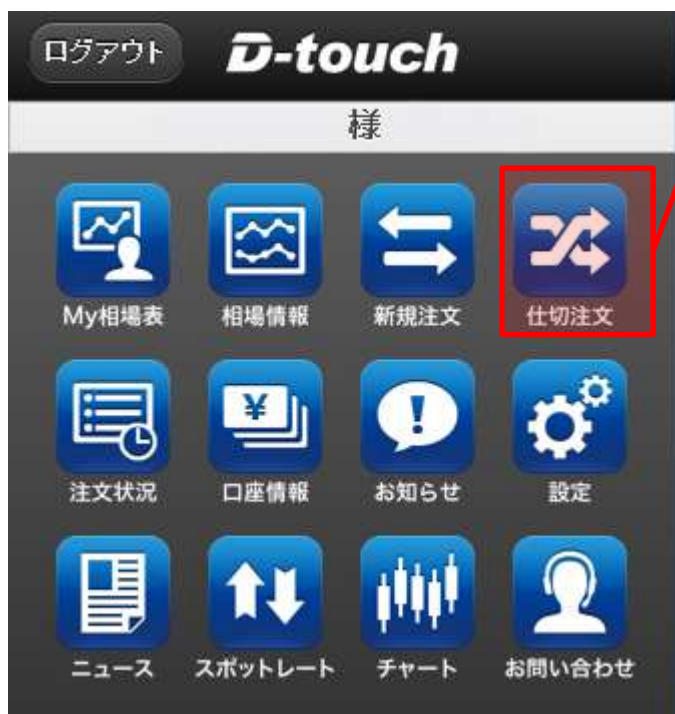 ログアウト D-touch
様
My相場表 相場情報 新規注文 仕切注文
¥ !
注文状況 口座情報 お知らせ 設定
ニュース スポットレート チャート お問い合わせ